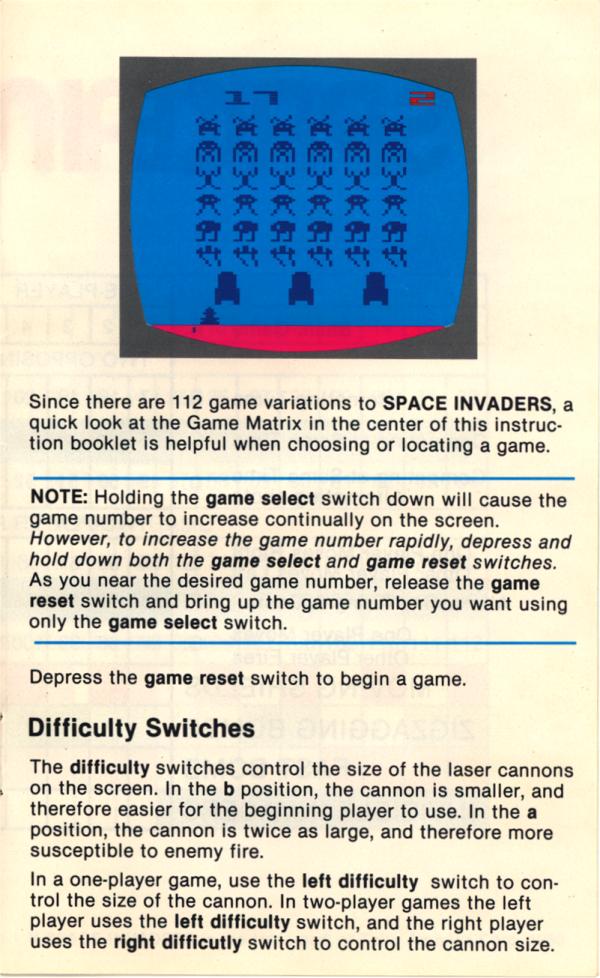 17 2
Since there are 112 game variations to SPACE INVADERS, a
quick look at the Game Matrix in the center of this instruc-
tion booklet is helpful when choosing or locating a game.
NOTE: Holding the game select switch down will cause the
game number to increase continually on the screen.
However, to increase the game number rapidly, depress and
hold down both the game select and game reset switches.
As you near the desired game number, release the game
reset switch and bring up the game number you want using
only the game select switch.
Depress the game reset switch to begin a game.
Difficulty Switches
The difficulty switches control the size of the laser cannons
on the screen. In the b position, the cannon is smaller, and
therefore easier for the beginning player to use. In the a
position, the cannon is twice as large, and therefore more
susceptible to enemy fire.
In a one-player game, use the left difficulty switch to con-
trol the size of the cannon. In two-player games the left
player uses the left difficulty switch, and the right player
uses the right difficutly switch to control the cannon size.